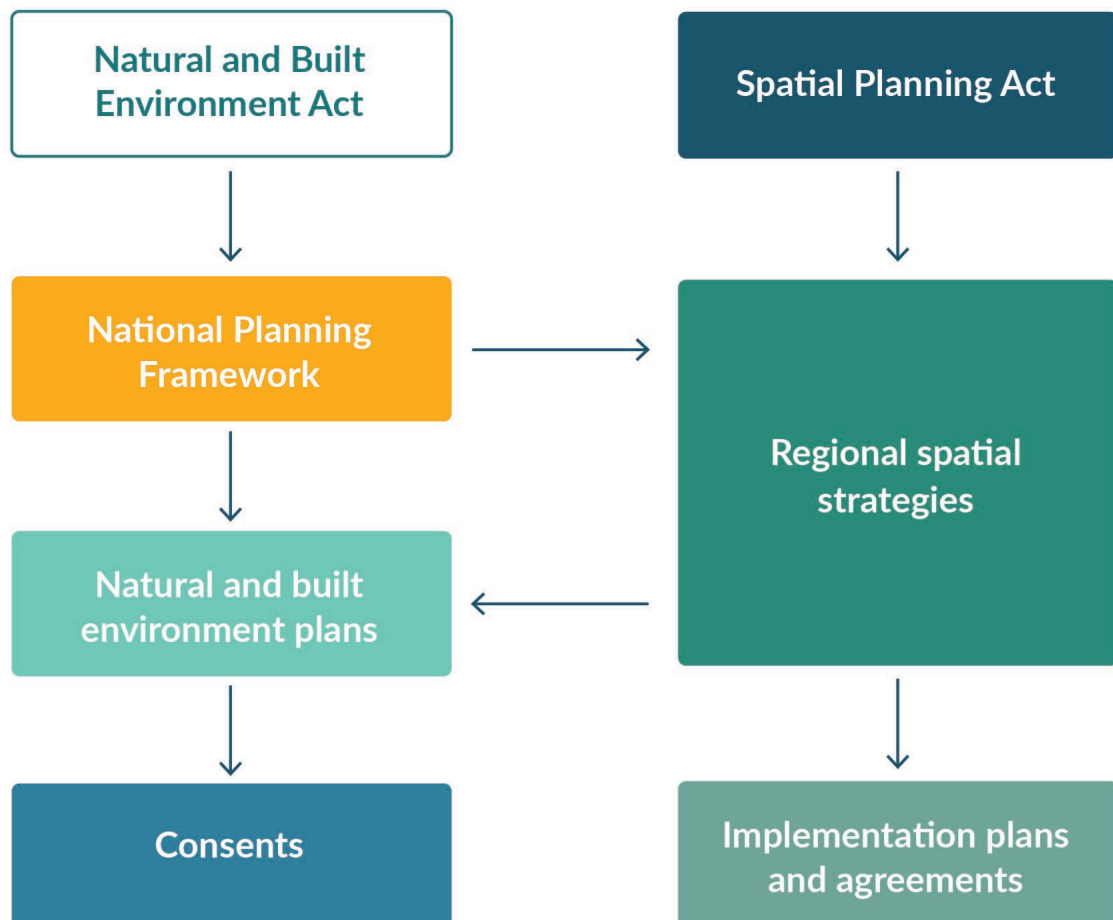 Natural and Built
Environment Act
Spatial Planning Act
National Planning
Framework
Regional spatial
strategies
Natural and built
environment plans
Consents
Implementation plans
and agreements